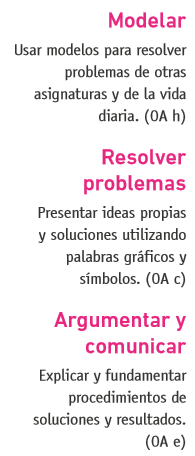 Modelar
Usar modelos para resolver
problemas de otras
asignaturas y de la vida
diaria. (OA h)
Resolver
problemas
Presentar ideas propias
y soluciones utilizando
palabras gráficos y
símbolos. (OA c)
Argumentar y
comunicar
Explicar y fundamentar
procedimientos de
soluciones y resultados.
(OA e)